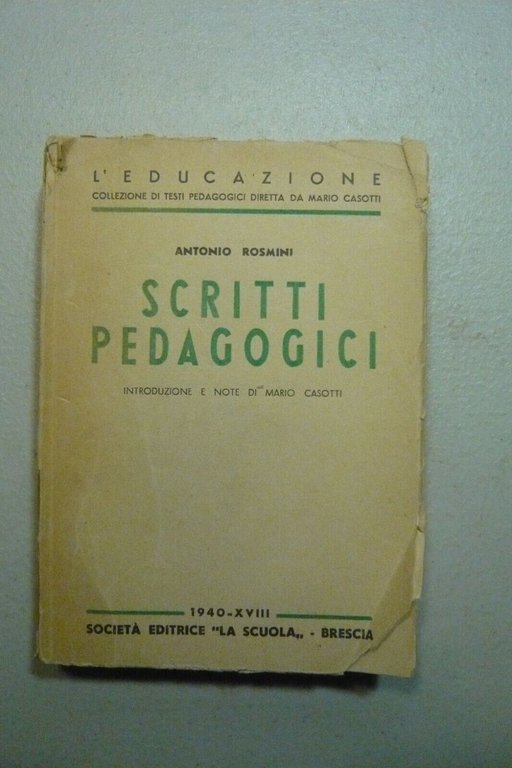 L'EDUCAZIONE
COLLEZIONE DI TESTI PEDAGOGICI DIRETTA DA MARIO CASOTTI
ANTONIO ROSMINI
SCRITTI
PEDAGOGICI
INTRODUZIONE E NOTE DI MARIO CASOTTI
1940-XVIII
SOCIETÀ EDITRICE "LA SCUOLA„ - BRESCIA